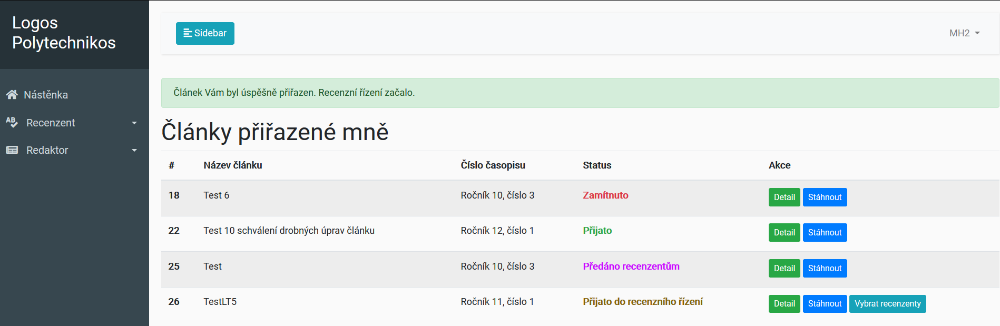 Logos
Polytechnikos
Sidebar
MH2
Nástěnka
Recenzent
Redaktor
Článek Vám byl úspěšně přiřazen. Recenzní řízení začalo.
Články přiřazené mně
# Název článku Číslo časopisu Status Akce
18 Test 6 Ročník 10, číslo 3 Zamítnuto Detail Stáhnout
22 Test 10 schválení drobných úprav článku Ročník 12, číslo 1 Přijato Detail Stáhnout
25 Test Ročník 10, číslo 3 Předáno recenzentům Detail Stáhnout
26 TestLT5 Ročník 11, číslo 1 Přijato do recenzního řízení Detail Stáhnout Vybrat recenzenty